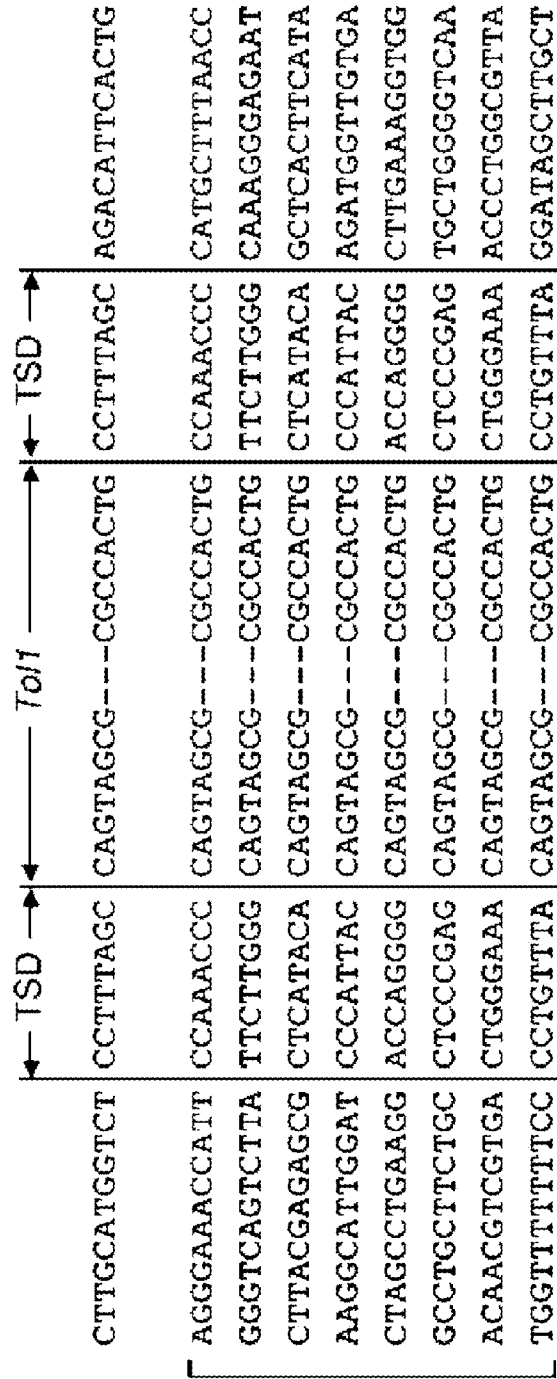 TSD Tol1 TSD
CTTGCATGGTCT CCTTTAGC CAGTAGCG---CGCCACTG CCTTTAGC AGACATTCACTG
AGGGAAACCATT CCAAACCC CAGTAGCG---CGCCACTG CCAAACCC CATGCTTTAACC
GGGTCAGTCTTA TTCTTGGG CAGTAGCG---CGCCACTG TTCTTGGG CAAAGGGAGAAT
CTTACGAGAGCG CTCATACA CAGTAGCG---CGCCACTG CTCATACA GCTCACTTCATA
AAGGCATTGGAT CCCATTAC CAGTAGCG---CGCCACTG CCCATTAC AGATGGTTGTGA
CTAGCCTGAAGG ACCAGGGG CAGTAGCG---CGCCACTG ACCAGGGG CTTGAAAGGTGG
GCCTGCTTCTGC CTCCCGAG CAGTAGCG---CGCCACTG CTCCCGAG TGCTGGGGTCAA
ACAACGTCGTGA CTGGGAAA CAGTAGCG---CGCCACTG CTGGGAAA ACCCTGGCGTTA
TGGTTTTTTTCC CCTGTTTA CAGTAGCG---CGCCACTG CCTGTTTA GGATAGCTTGCT